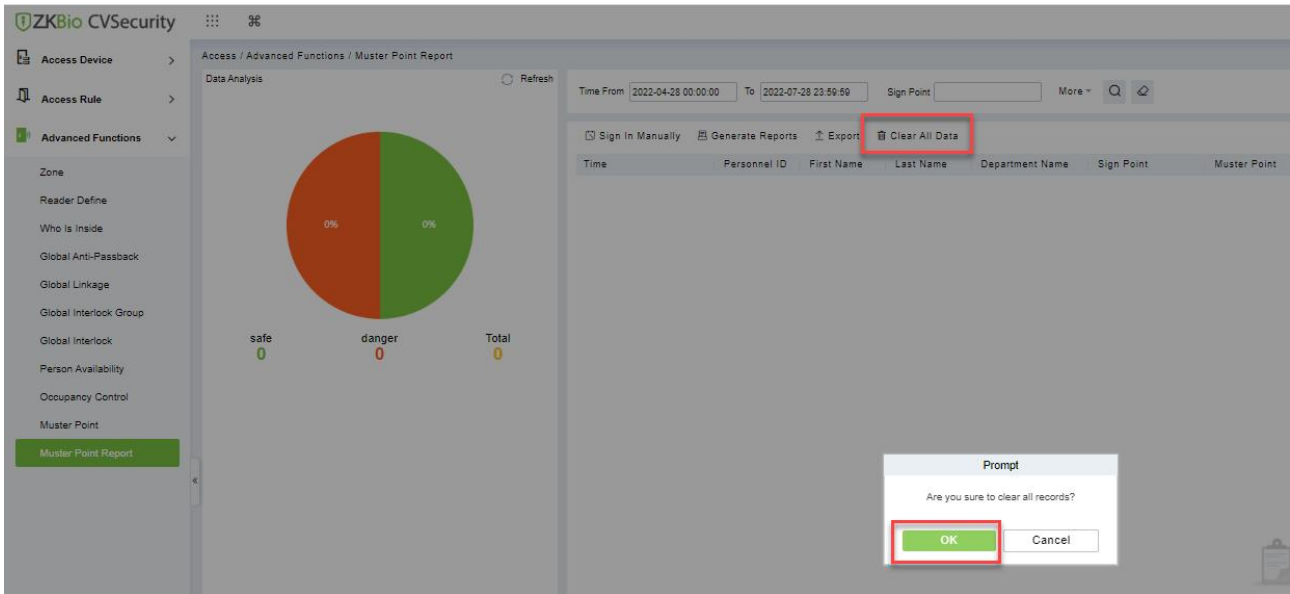 ZKBio CVSecurity
Access Device
Access Rule
Advanced Functions
Zone
Reader Define
Who Is Inside
Global Anti-Passback
Global Linkage
Global Interlock Group
Global Interlock
Person Availability
Occupancy Control
Muster Point
Muster Point Report
Access / Advanced Functions / Muster Point Report
Data Analysis Refresh
0% 0%
safe danger Total
0 0 0
Time From 2022-04-28 00:00:00 To 2022-07-28 23:59:59 Sign Point More
Sign In Manually Generate Reports Export Clear All Data
Time Personnel ID First Name Last Name Department Name Sign Point Muster Point
Prompt
Are you sure to clear all records?
OK Cancel